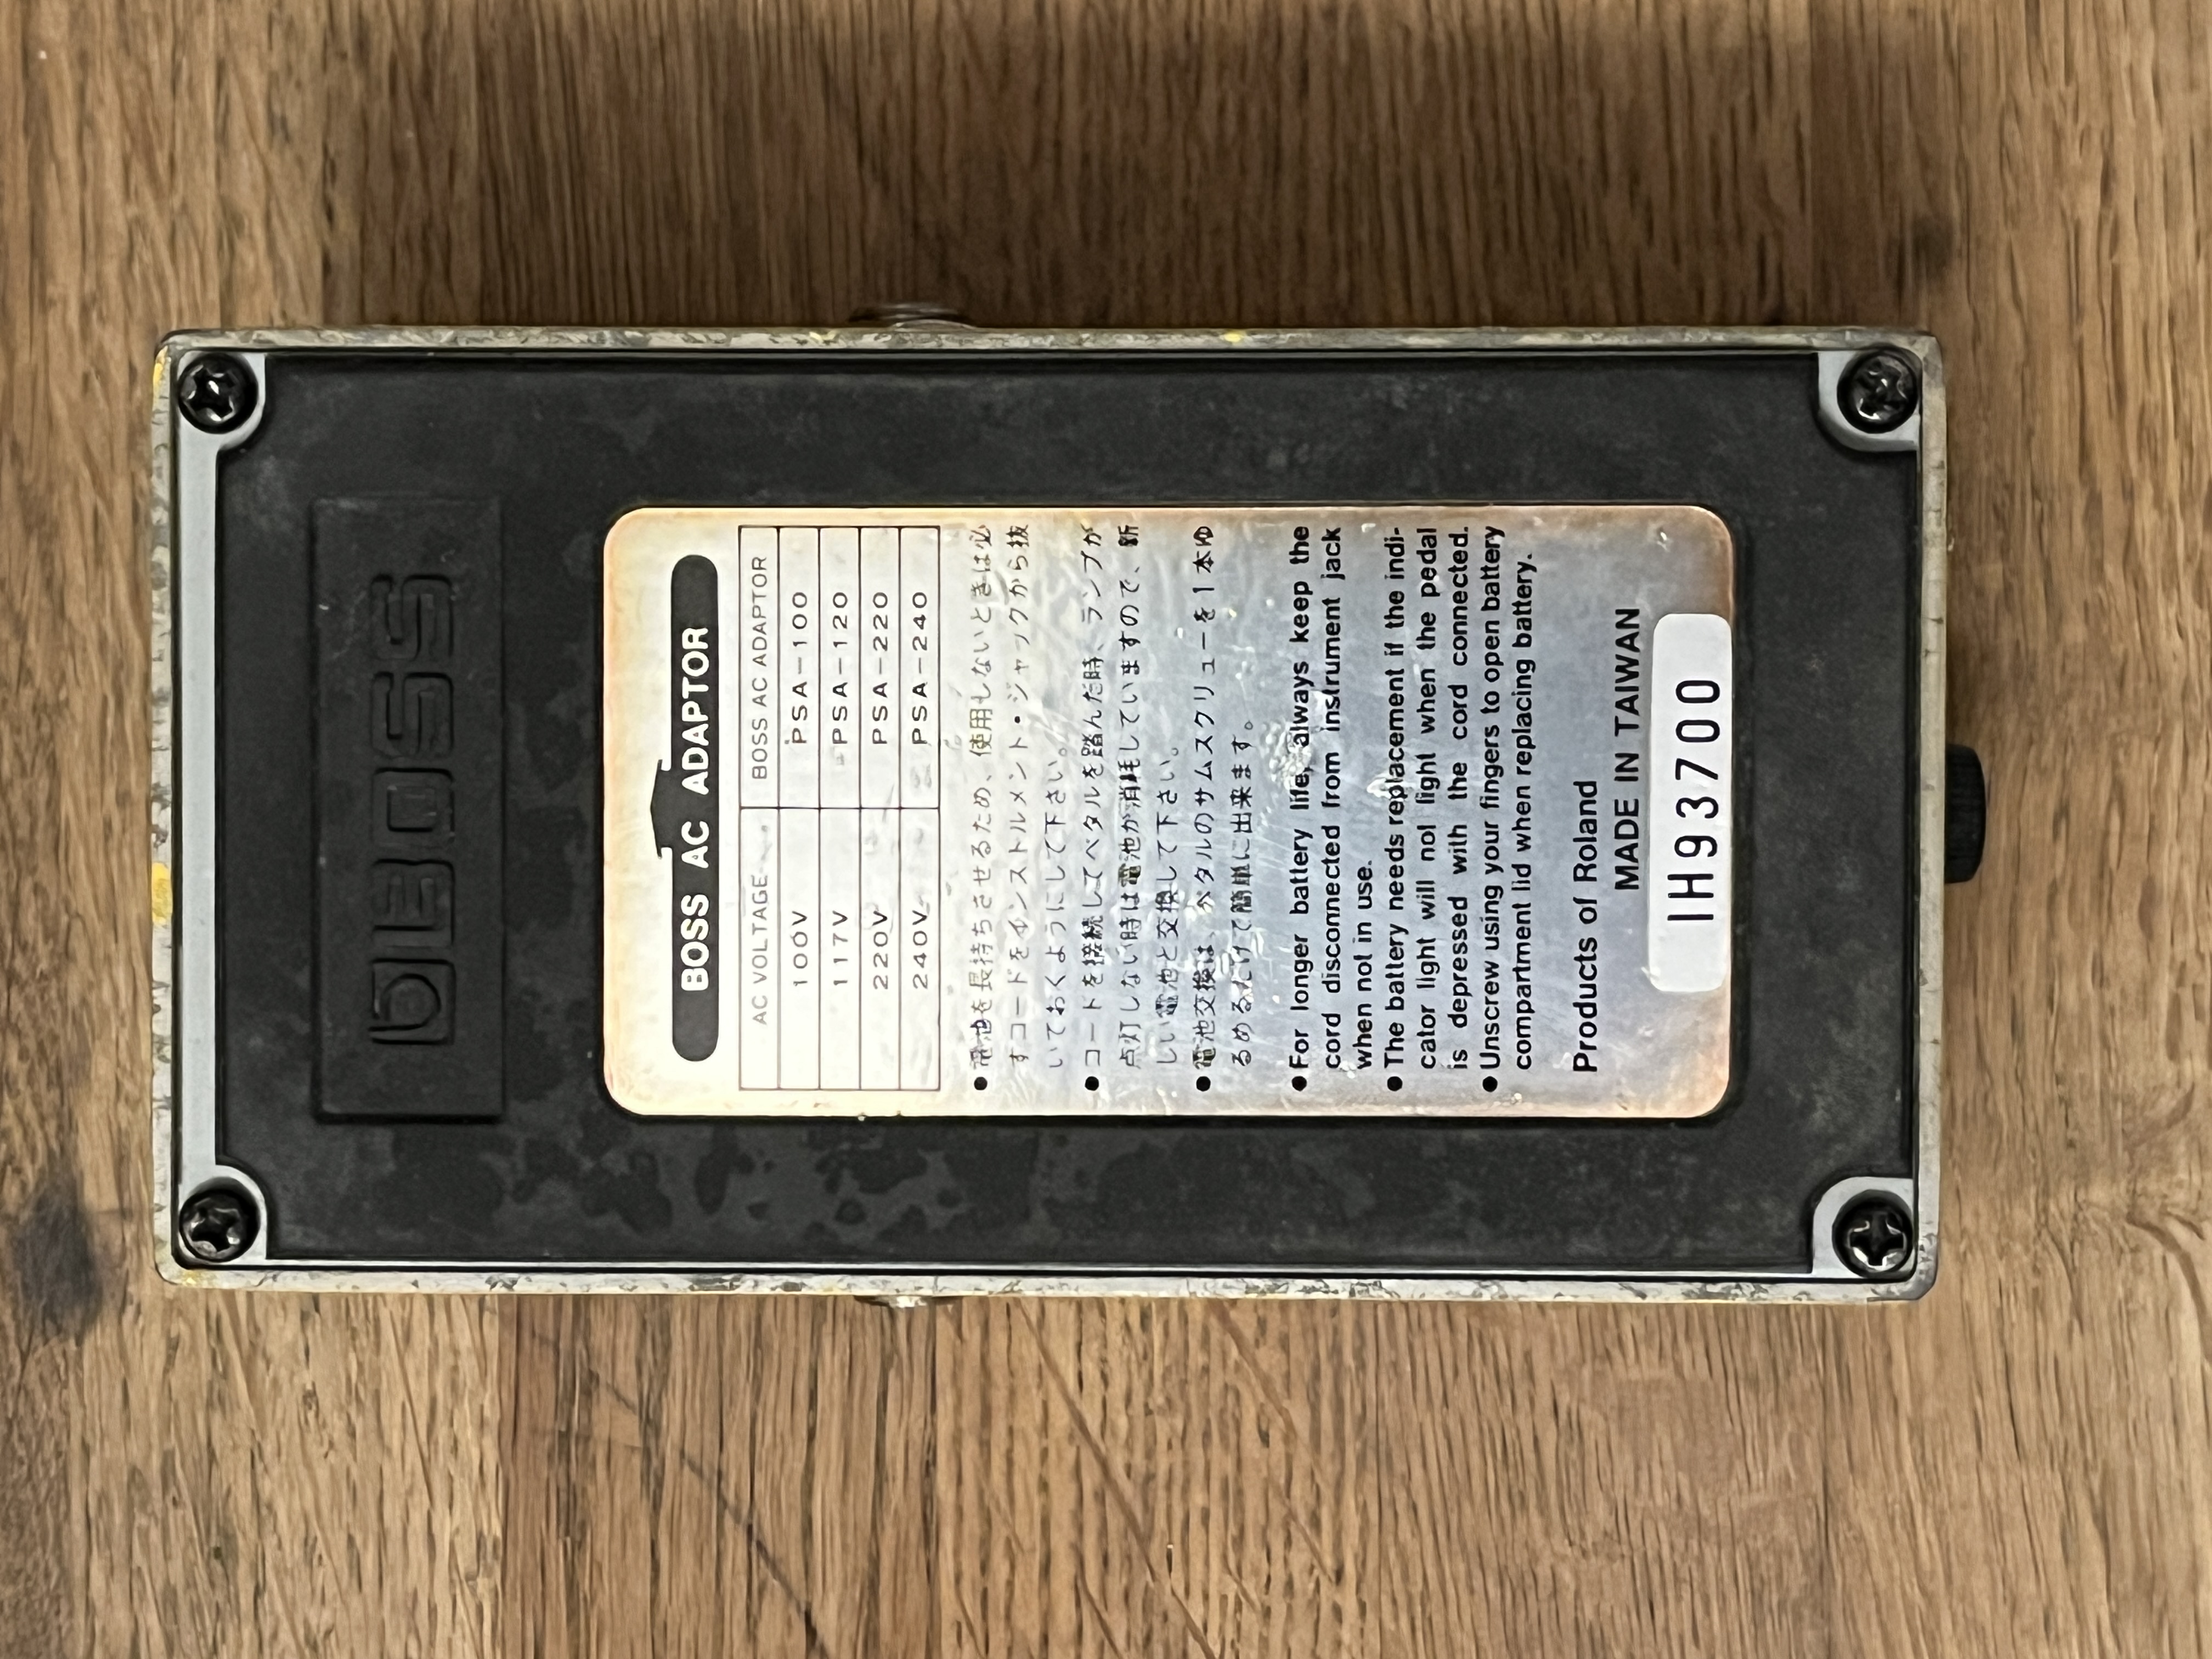 BOSS
BOSS AC ADAPTOR
AC VOLTAGE BOSS AC ADAPTOR
100V PSA-100
117V PSA-120
220V PSA-220
240V PSA-240
●電池を長持ちさせるため、使用しないときは必
ずコードをインストルメント・ジャックから抜
いておくようにして下さい。
●コードを接続してペタルを踏んだ時、ランプが
点灯しない時は電池が消耗していますので、新
しい電池と交換して下さい。
●電池交換は、ペタルのサムスクリューを1本ゆ
るめるだけで簡単に出来ます。
●For longer battery life, always keep the
cord disconnected from instrument jack
when not in use.
●The battery needs replacement if the indi-
cator light will not light when the pedal
is depressed with the cord connected.
●Unscrew using your fingers to open battery
compartment lid when replacing battery.
Products of Roland
MADE IN TAIWAN
IH93700